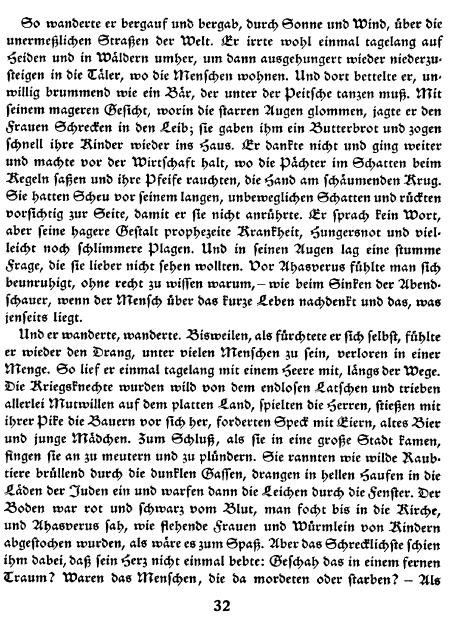 So wanderte er bergauf und bergab, durch Sonne und Wind, über die
unermeßlichen Straßen der Welt. Er irrte wohl einmal tagelang auf
Heiden und in Wäldern umher, um dann ausgehungert wieder niederzu-
steigen in die Täler, wo die Menschen wohnen. Und dort bettelte er, un-
willig brummend wie ein Bär, der unter der Peitsche tanzen muß. Mit
seinem mageren Gesicht, worin die starren Augen glommen, jagte er den
Frauen Schrecken in den Leib; sie gaben ihm ein Butterbrot und zogen
schnell ihre Kinder wieder ins Haus. Er dankte nicht und ging weiter
und machte vor der Wirtschaft halt, wo die Pächter im Schatten beim
Kegeln saßen und ihre Pfeife rauchten, die Hand am schäumenden Krug.
Sie hatten Scheu vor seinem langen, unbeweglichen Schatten und rückten
vorsichtig zur Seite, damit er sie nicht anrührte. Er sprach kein Wort,
aber seine hagere Gestalt prophezeite Krankheit, Hungersnot und viel-
leicht noch schlimmere Plagen. Und in seinen Augen lag eine stumme
Frage, die sie lieber nicht sehen wollten. Vor Ahasverus fühlte man sich
beunruhigt, ohne recht zu wissen warum, – wie beim Sinken der Abend-
schauer, wenn der Mensch über das kurze Leben nachdenkt und das, was
jenseits liegt.
Und er wanderte, wanderte. Bisweilen, als fürchtete er sich selbst, fühlte
er wieder den Drang, unter vielen Menschen zu sein, verloren in einer
Menge. So lief er einmal tagelang mit einem Heere mit, längs der Wege.
Die Kriegsknechte wurden wild von dem endlosen Latschen und trieben
allerlei Mutwillen auf dem platten Land, spielten die Herren, stießen mit
ihrer Pike die Bauern vor sich her, forderten Speck mit Eiern, altes Bier
und junge Mädchen. Zum Schluß, als sie in eine große Stadt kamen,
fingen sie an zu meutern und zu plündern. Sie rannten wie wilde Raub-
tiere brüllend durch die dunklen Gassen, drangen in hellen Haufen in die
Läden der Juden ein und warfen dann die Leichen durch die Fenster. Der
Boden war rot und schwarz vom Blut, man focht bis in die Kirche,
und Ahasverus sah, wie flehende Frauen und Würmlein von Kindern
abgestochen wurden, als wäre es zum Spaß. Aber das Schrecklichste schien
ihm dabei, daß sein Herz nicht einmal bebte: Geschah das in einem fernen
Traum? Waren das Menschen, die da mordeten oder starben? – Als
32